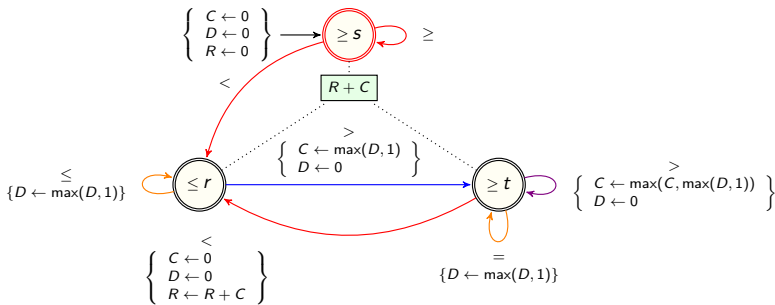 C ← 0
D ← 0
R ← 0
≥ s
≥
<
R + C
>
C ← max(D, 1)
D ← 0
≤
{D ← max(D, 1)}
≤ r
≥ t
>
C ← max(C, max(D, 1))
D ← 0
<
C ← 0
D ← 0
R ← R + C
=
{D ← max(D, 1)}